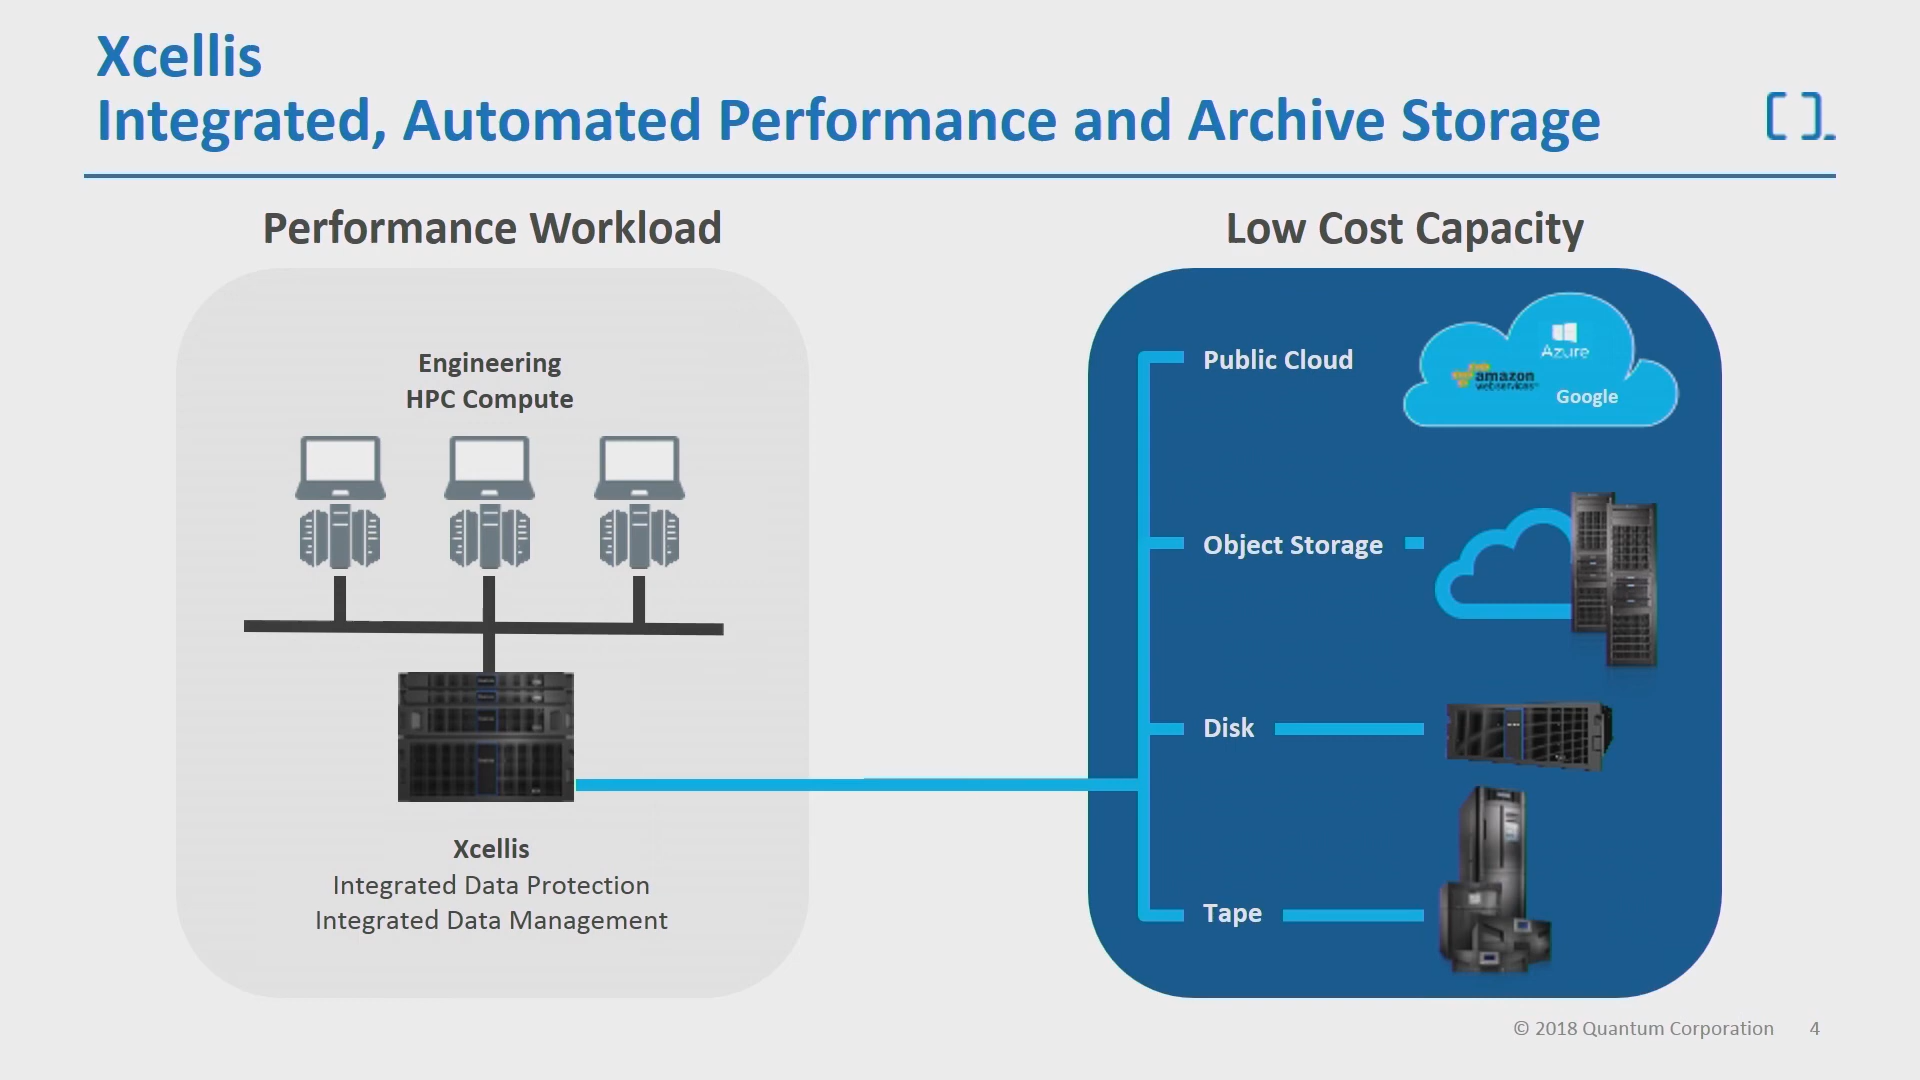 Xcellis
Integrated, Automated Performance and Archive Storage
Performance Workload
Engineering
HPC Compute
Xcellis
Integrated Data Protection
Integrated Data Management
Low Cost Capacity
Public Cloud
Azure
amazon
webservices
Google
Object Storage
Disk
Tape
© 2018 Quantum Corporation 4